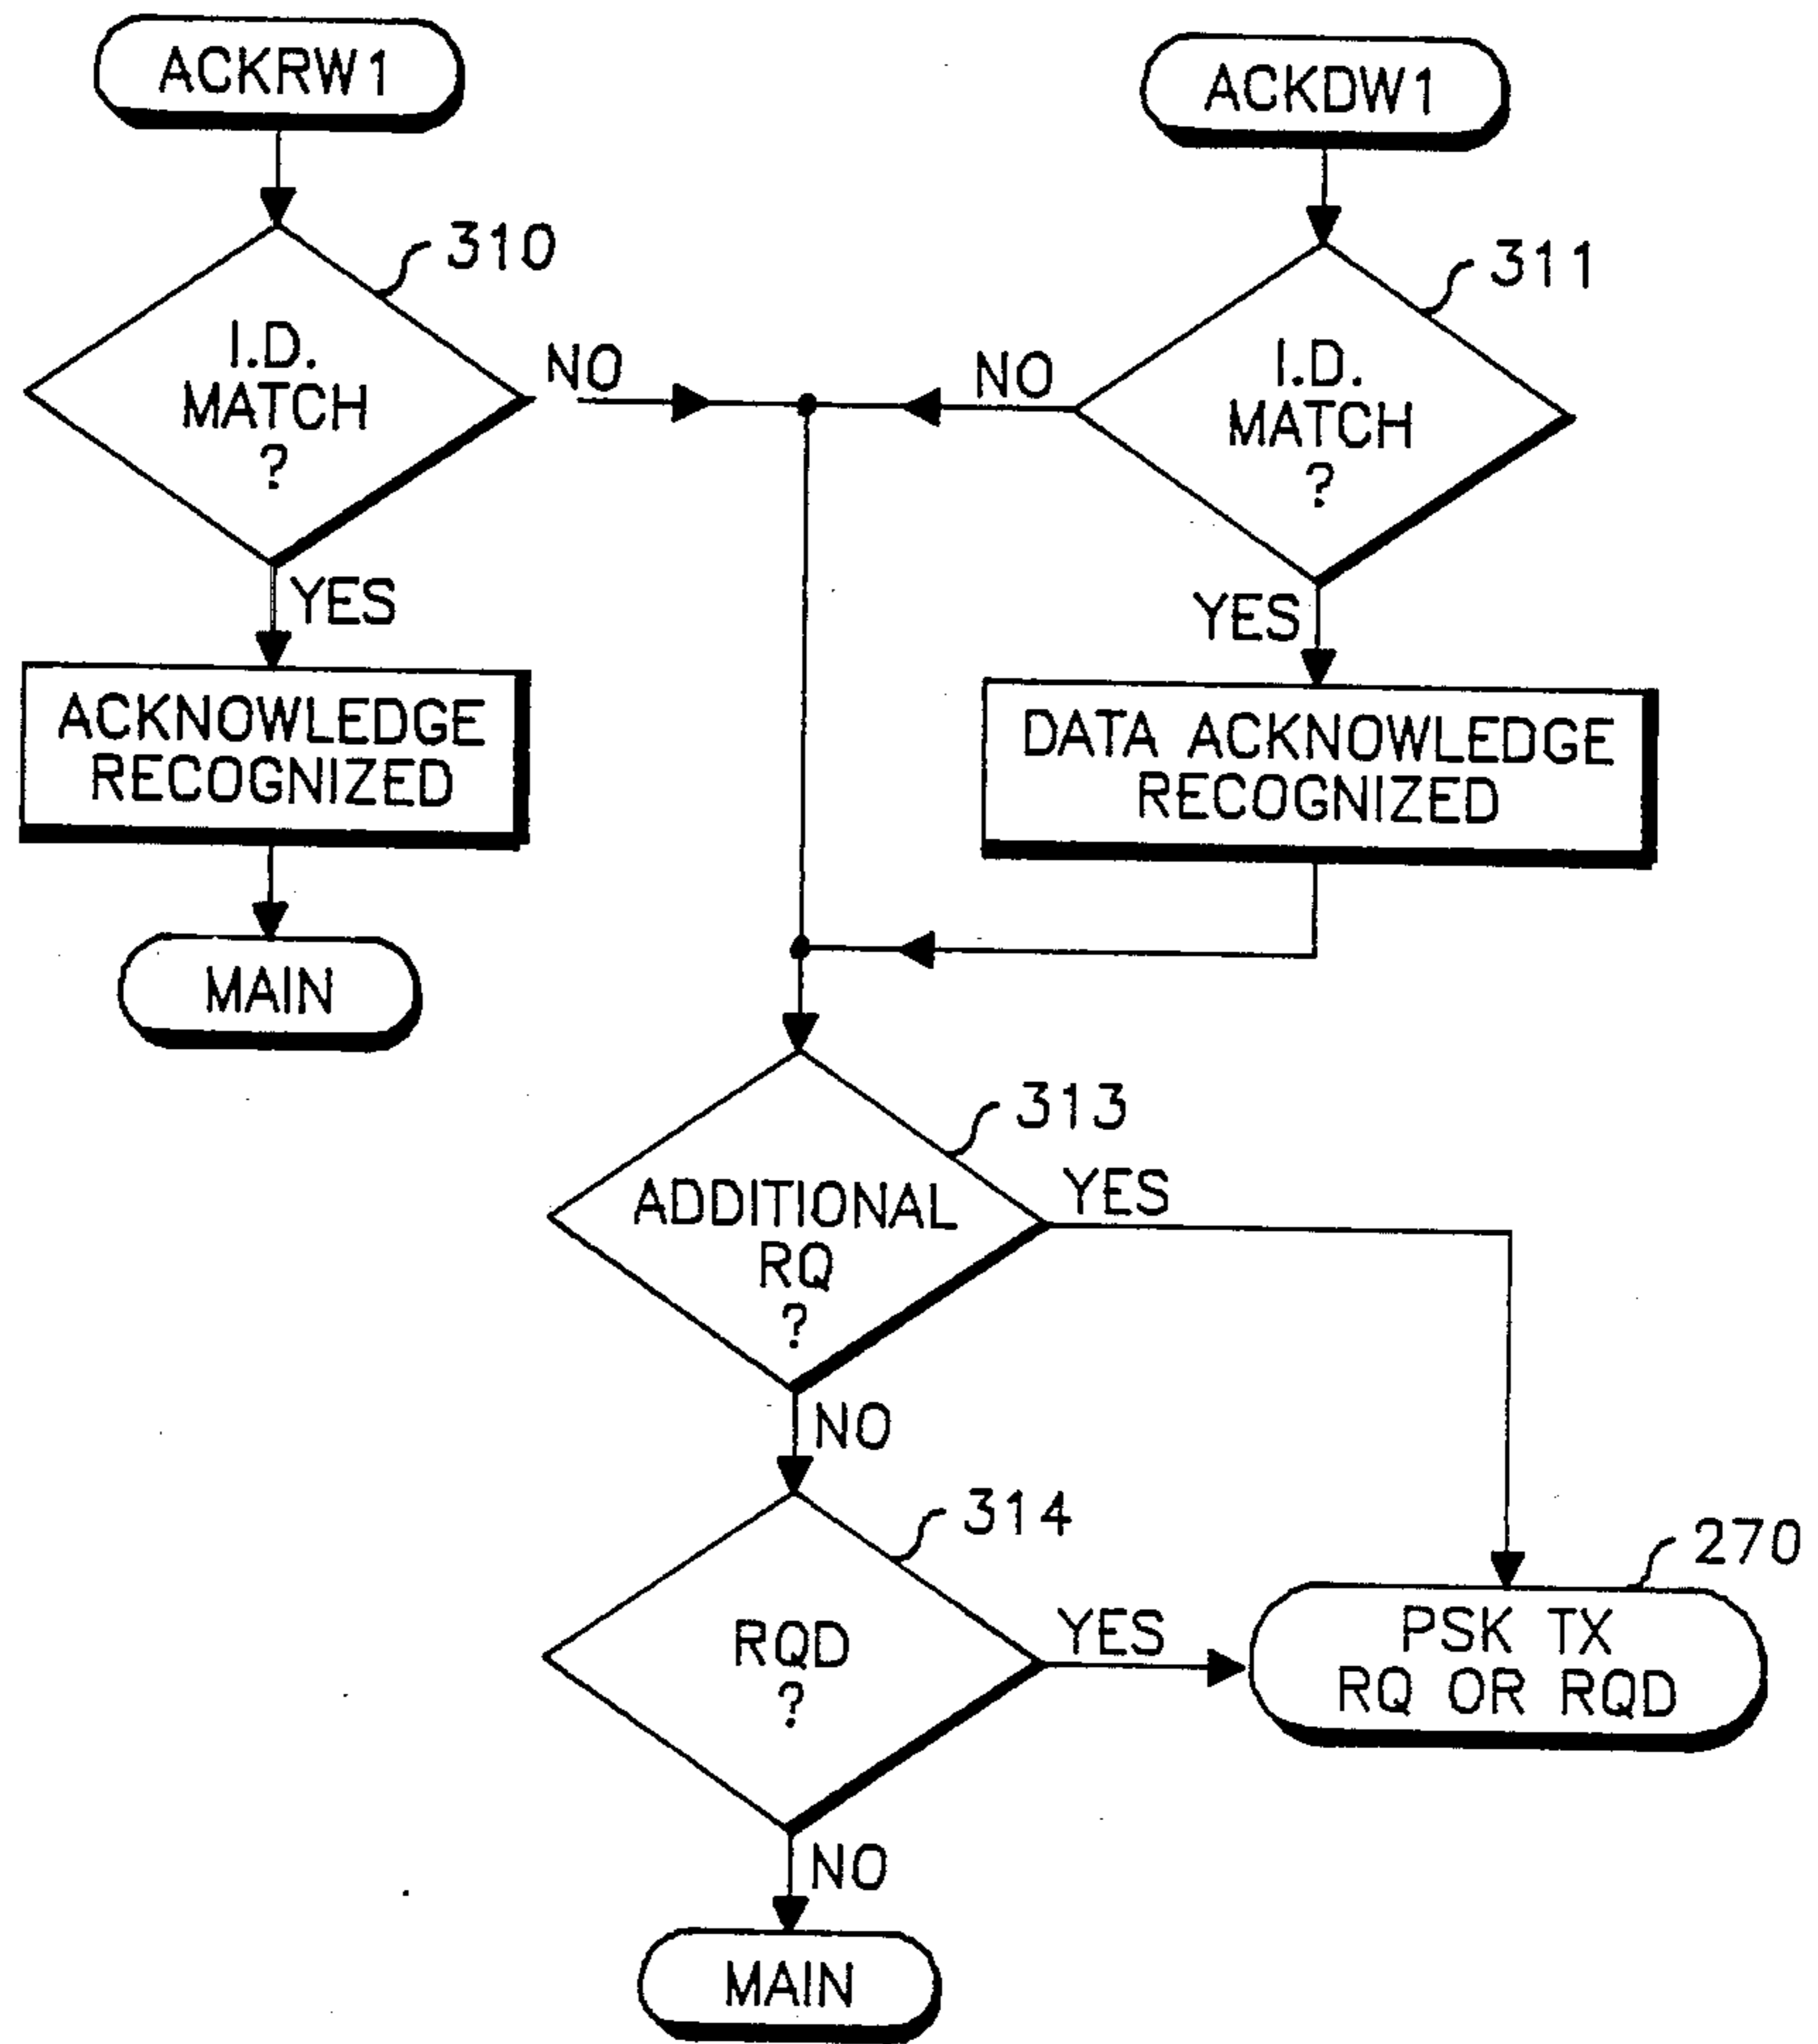 ACKRW1
ACKDW1
310
311
I.D.
MATCH
?
NO
NO
I.D.
MATCH
?
YES
YES
ACKNOWLEDGE
RECOGNIZED
DATA ACKNOWLEDGE
RECOGNIZED
MAIN
313
ADDITIONAL
RQ
?
YES
NO
314
270
RQD
?
YES
PSK TX
RQ OR RQD
NO
MAIN